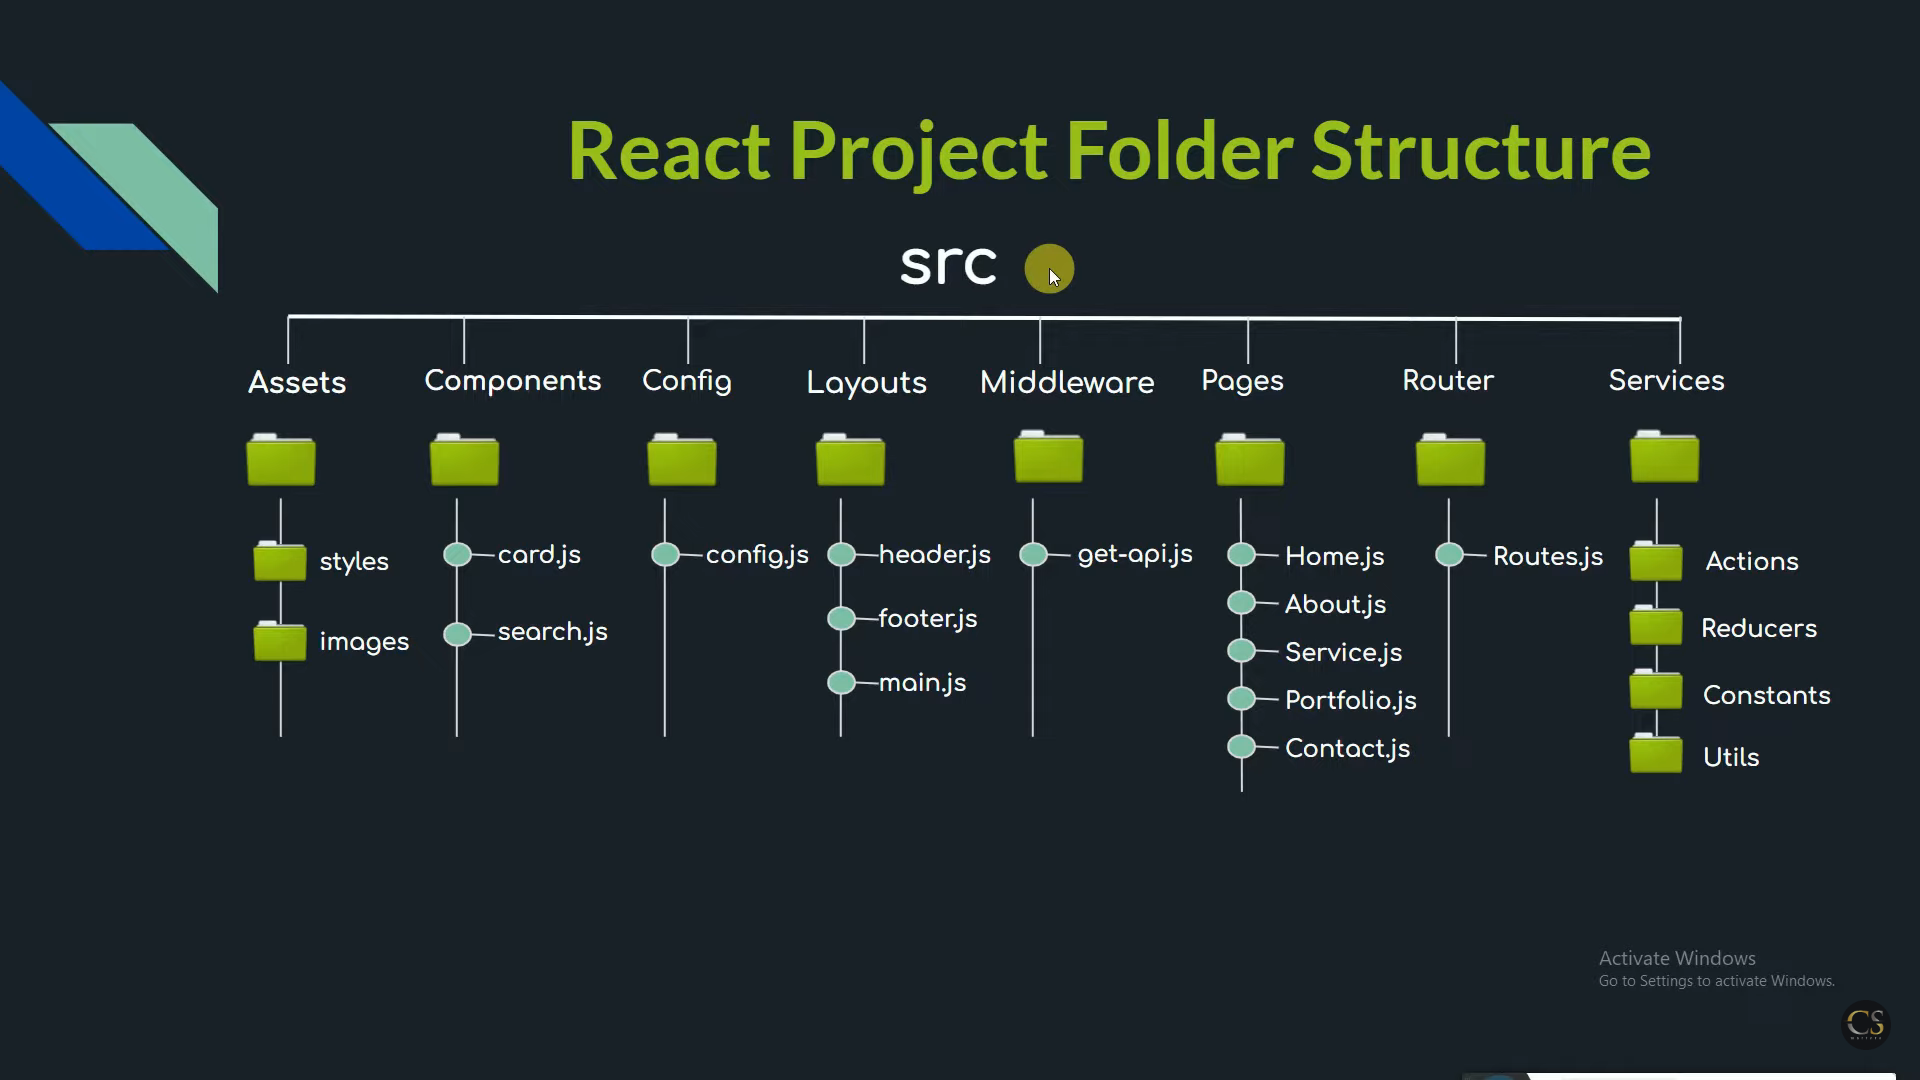 React Project Folder Structure
src
Assets
Components
Config
Layouts
Middleware
Pages
Router
Services
styles
images
card.js
search.js
config.js
header.js
footer.js
main.js
get-api.js
Home.js
About.js
Service.js
Portfolio.js
Contact.js
Routes.js
Actions
Reducers
Constants
Utils
Activate Windows
Go to Settings to activate Windows.
CS